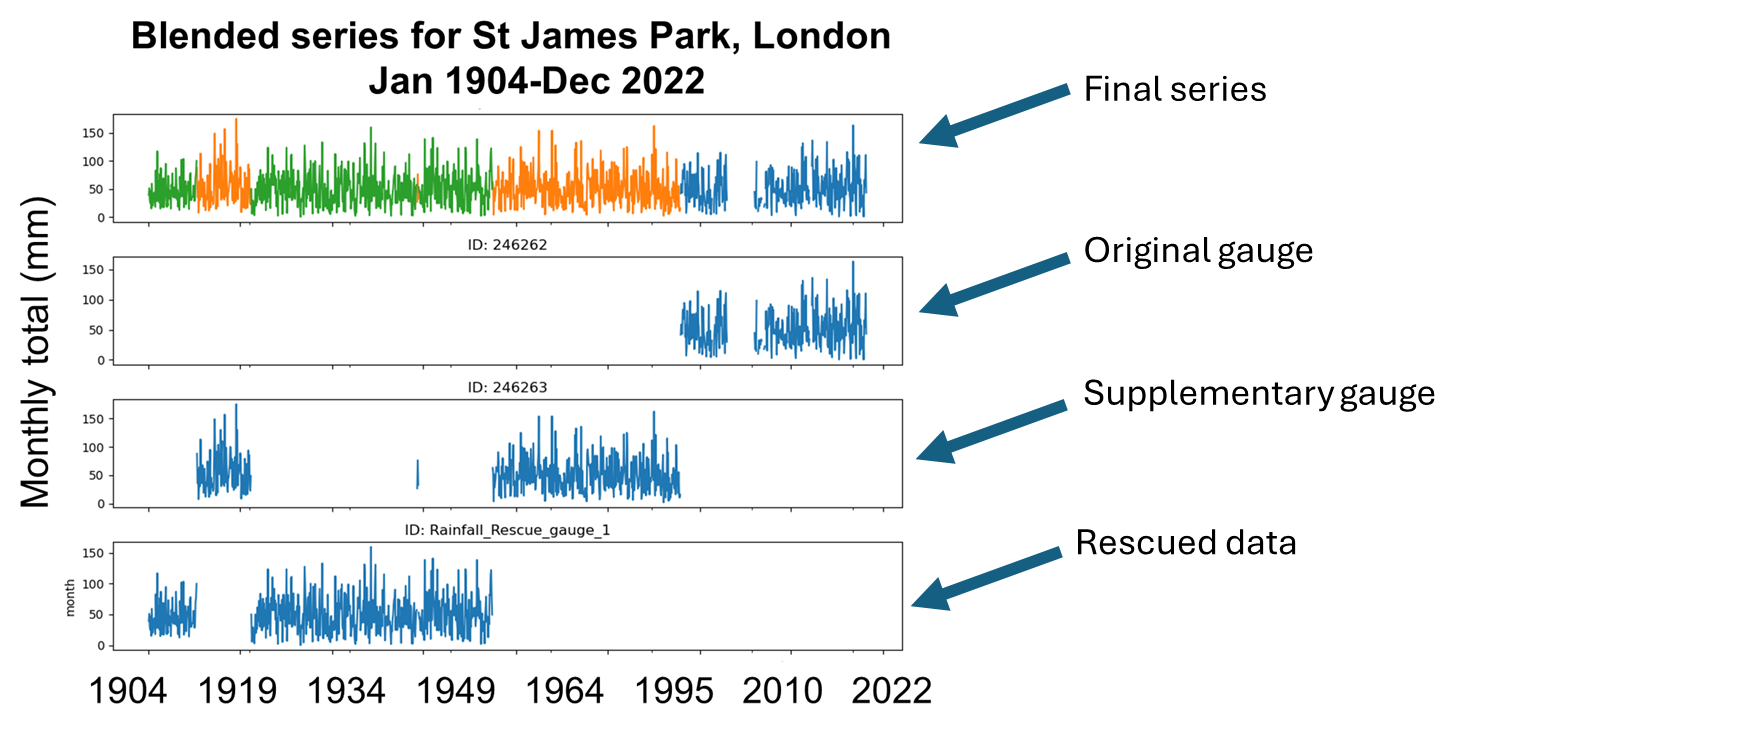 Blended series for St James Park, London
Jan 1904-Dec 2022
Final series
150
100
50
0
Monthly total (mm)
ID: 246262
Original gauge
150
100
50
0
ID: 246263
Supplementary gauge
150
100
50
0
ID: Rainfall_Rescue_gauge_1
Rescued data
150
100
50
0
month
1904 1919 1934 1949 1964 1995 2010 2022